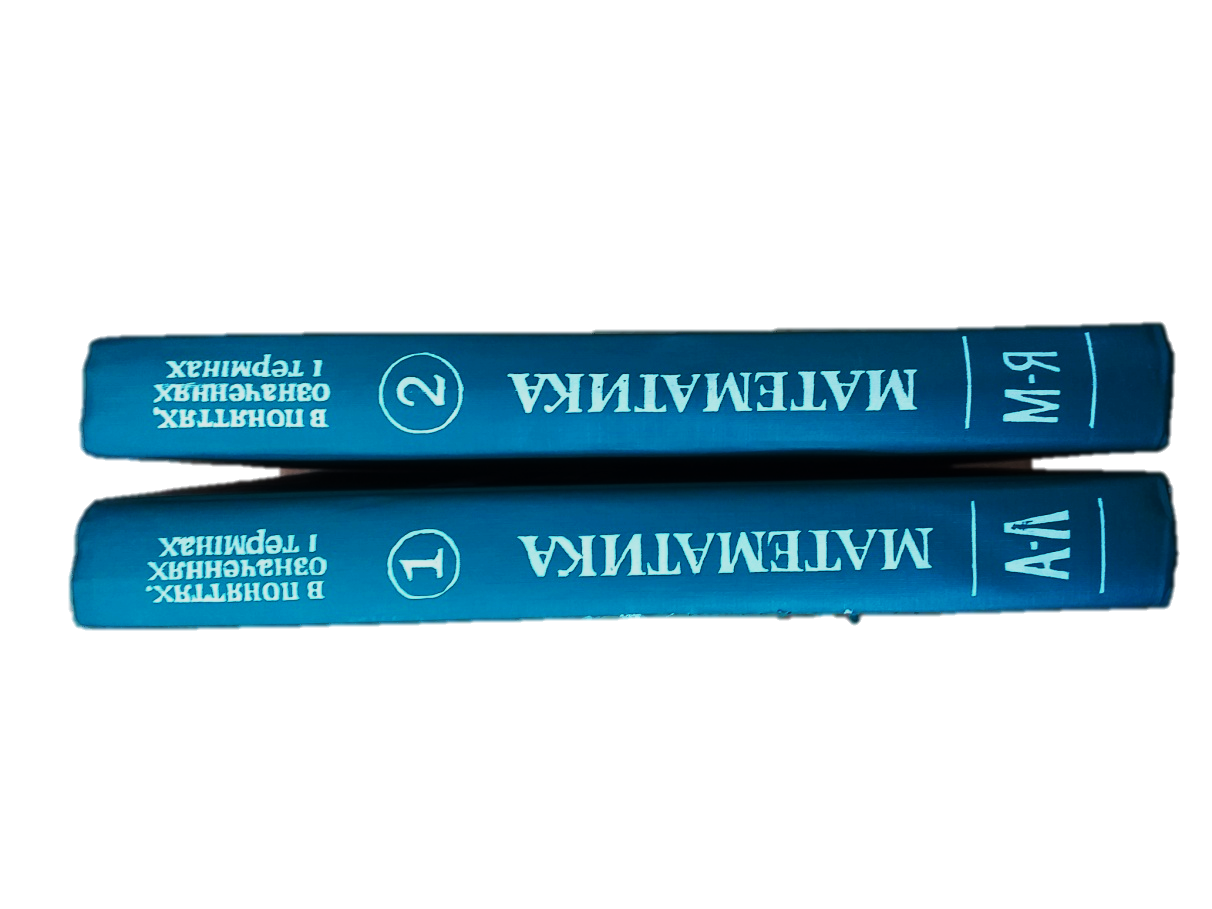 А-Л
МАТЕМАТИКА
1
В поняттях,
означеннях
і термінах
М-Я
МАТЕМАТИКА
2
В поняттях,
означеннях
і термінах